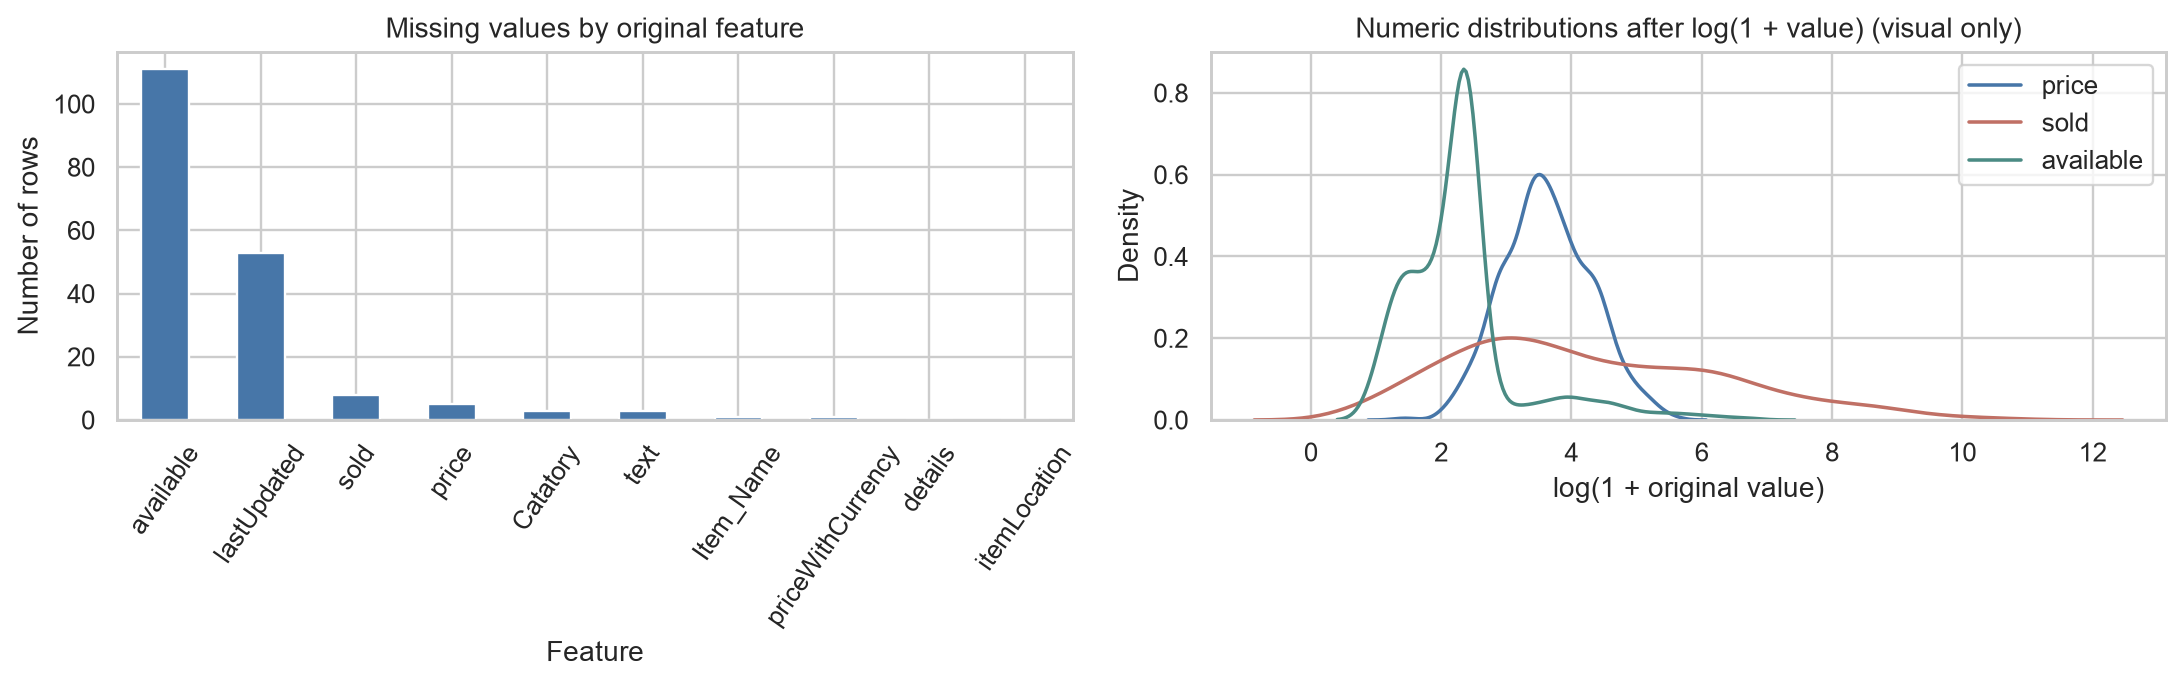 Missing values by original feature
Number of rows
100
80
60
40
20
0
available
lastUpdated
sold
price
Catatory
text
Item_Name
priceWithCurrency
details
itemLocation
Feature
Numeric distributions after log(1 + value) (visual only)
Density
0.8
0.6
0.4
0.2
0.0
price
sold
available
0 2 4 6 8 10 12
log(1 + original value)